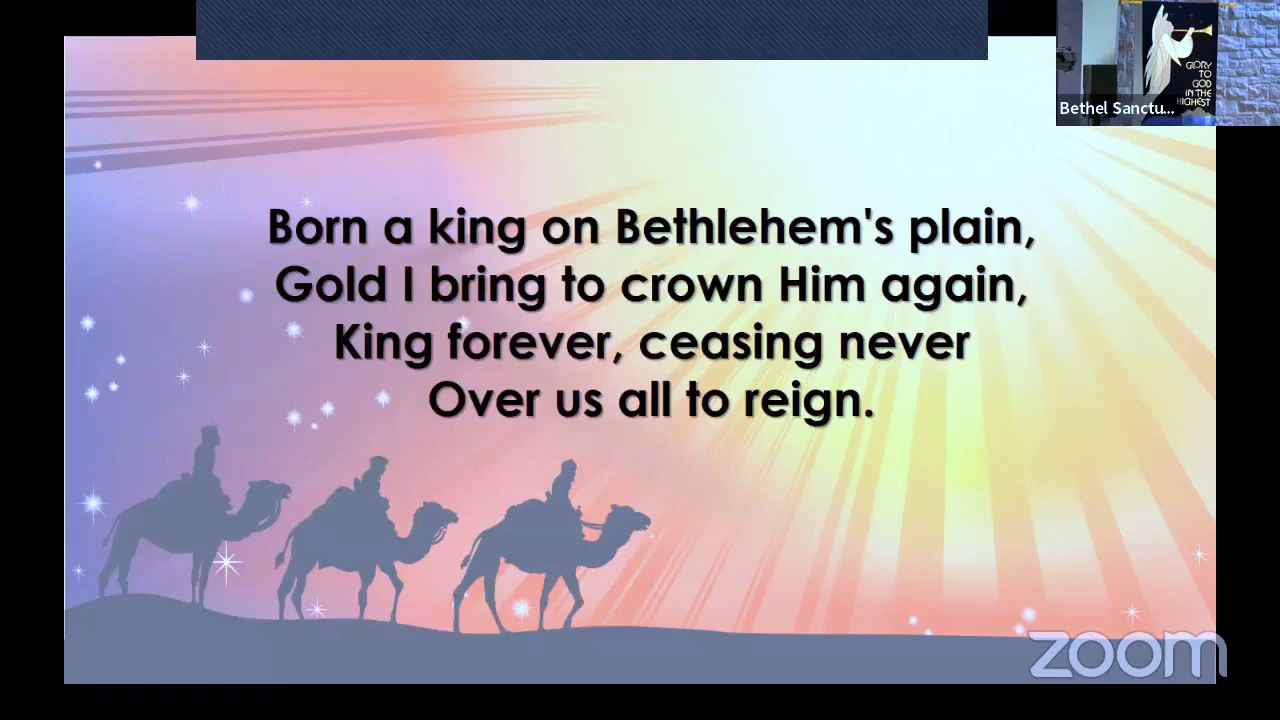 Born a king on Bethlehem's plain,
Gold I bring to crown Him again,
King forever, ceasing never
Over us all to reign.
GLORY
TO
GOD
IN THE
HIGHEST
Bethel Sanctu...
zoom